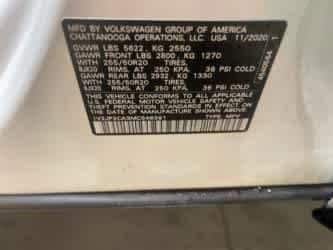 MFD BY VOLKSWAGEN GROUP OF AMERICA
CHATTANOOGA OPERATIONS, LLC. USA 11/2020
GVWR LBS 5622, KG 2550
GAWR FRONT LBS 2800, KG 1270
WITH 255/50R20 TIRES,
8JX20 RIMS, AT 250 KPA, 36 PSI COLD
GAWR REAR LBS 2932, KG 1330
WITH 255/50R20 TIRES,
8JX20 RIMS, AT 250 KPA, 36 PSI COLD
THIS VEHICLE CONFORMS TO ALL APPLICABLE U.S.
FEDERAL MOTOR VEHICLE SAFETY STANDARDS
IN EFFECT ON THE DATE OF MANUFACTURE
SHOWN ABOVE.
TYPE: MPV